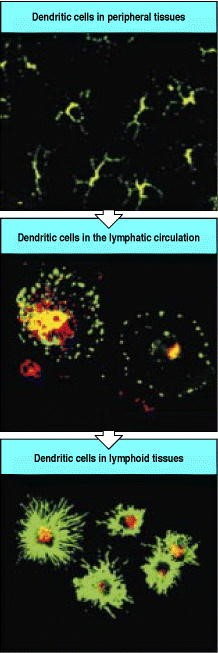 Dendritic cells in peripheral tissues
Dendritic cells in the lymphatic circulation
Dendritic cells in lymphoid tissues